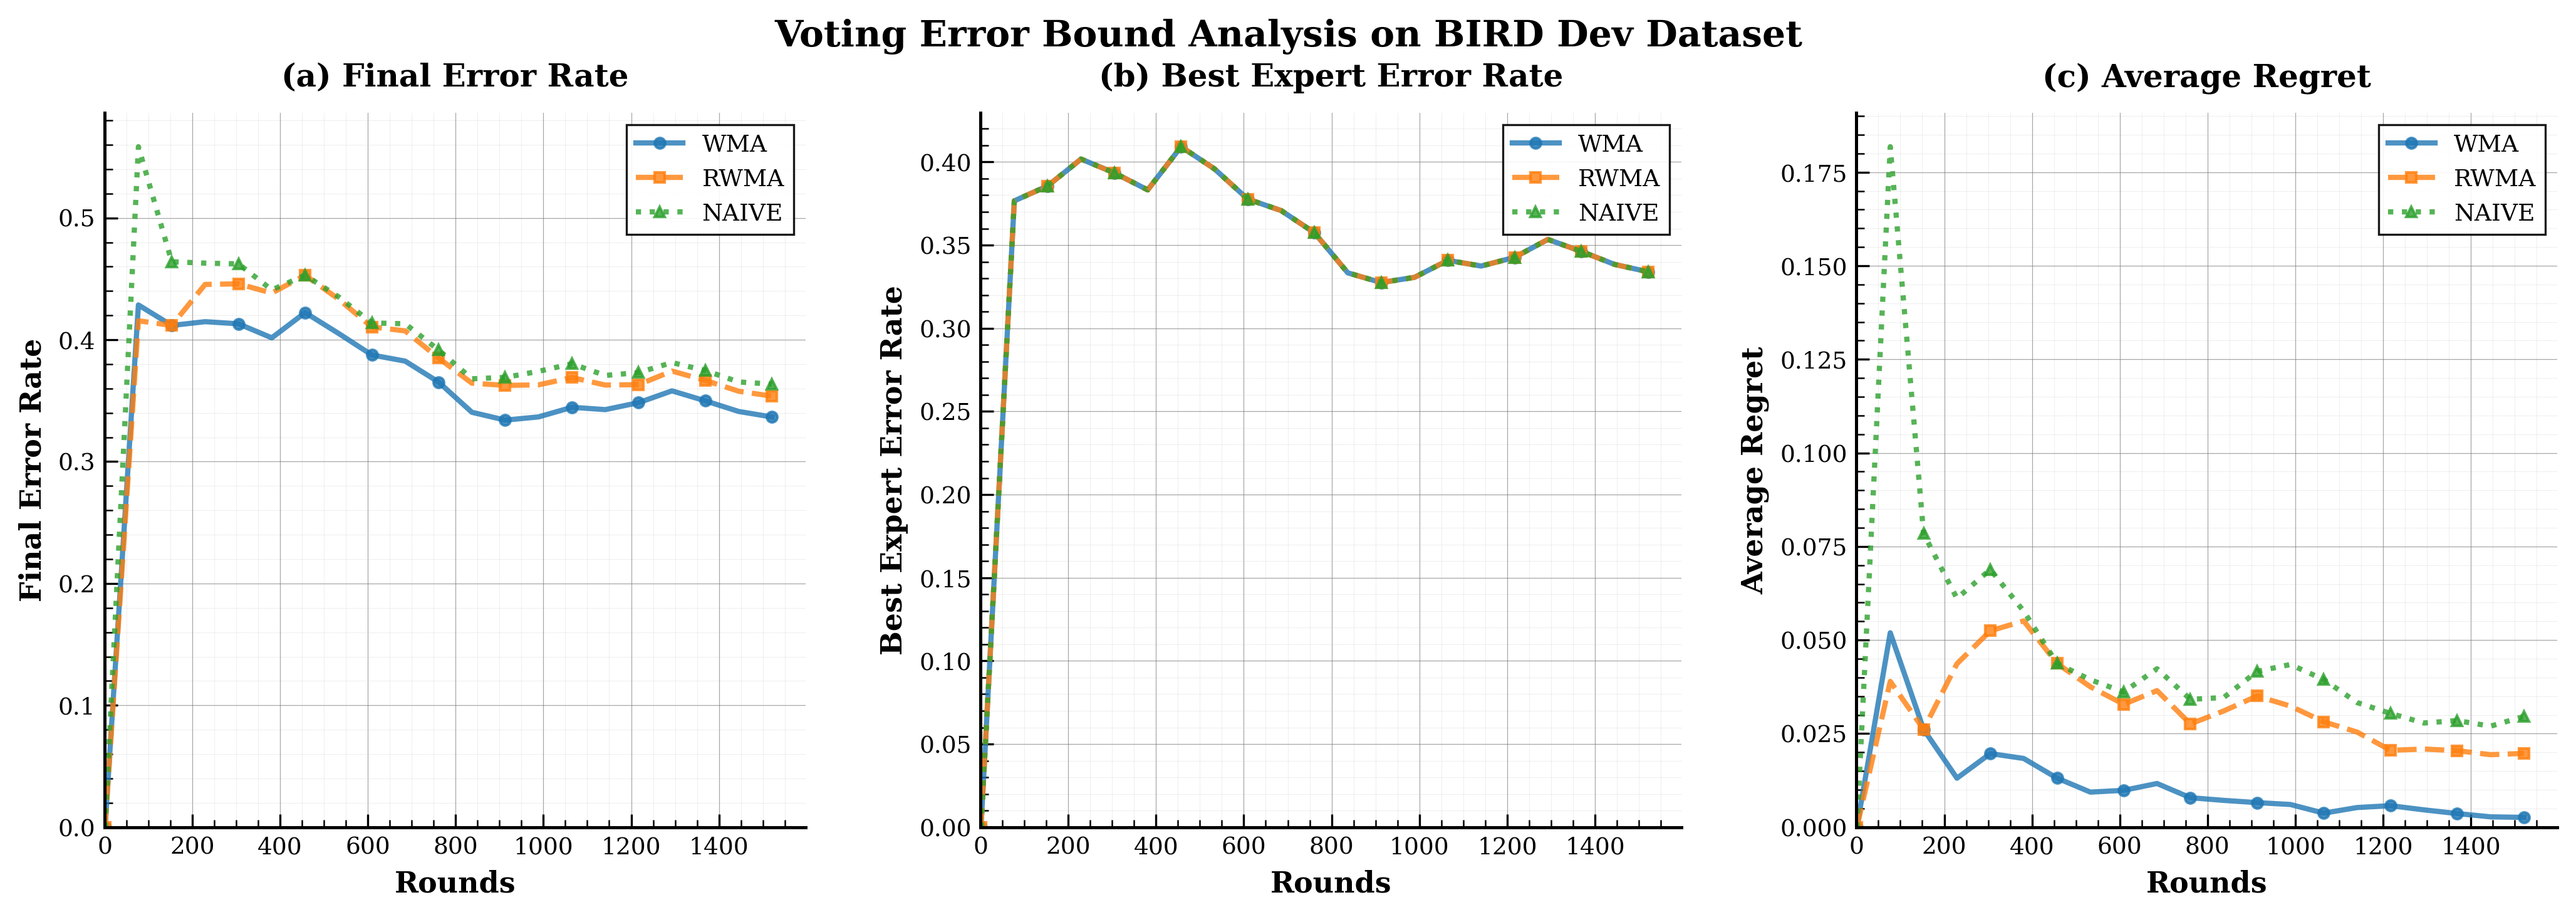 Voting Error Bound Analysis on BIRD Dev Dataset
(a) Final Error Rate
Final Error Rate
0.5
0.4
0.3
0.2
0.1
0.0
0 200 400 600 800 1000 1200 1400
Rounds
WMA
RWMA
NAIVE
(b) Best Expert Error Rate
Best Expert Error Rate
0.40
0.35
0.30
0.25
0.20
0.15
0.10
0.05
0.00
0 200 400 600 800 1000 1200 1400
Rounds
WMA
RWMA
NAIVE
(c) Average Regret
Average Regret
0.175
0.150
0.125
0.100
0.075
0.050
0.025
0.000
0 200 400 600 800 1000 1200 1400
Rounds
WMA
RWMA
NAIVE